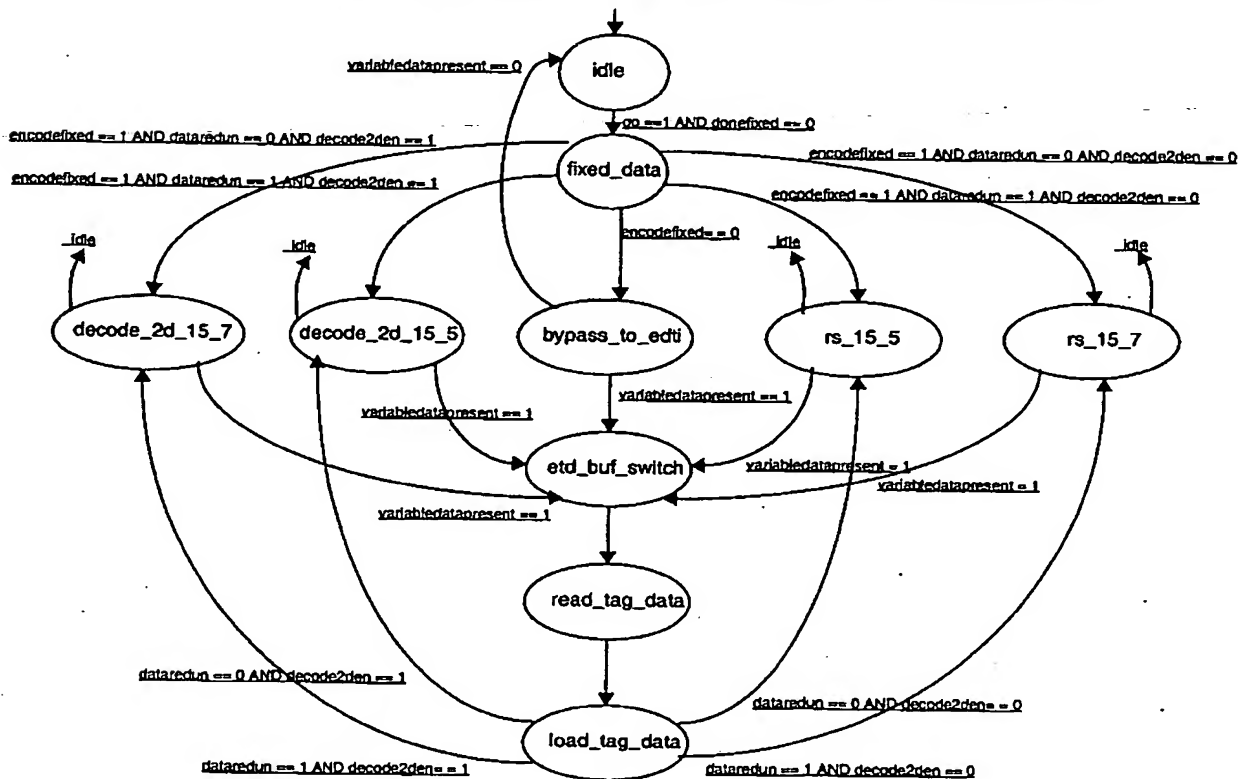 idle
variabledatapresent == 0
go ==1 AND donefixed == 0
encodefixed == 1 AND dataredun == 0 AND decode2den == 1
encodefixed == 1 AND dataredun == 0 AND decode2den == 0
fixed_data
encodefixed == 1 AND dataredun == 1 AND decode2den == 1
encodefixed == 1 AND dataredun == 1 AND decode2den == 0
encodefixed== 0
idle
idle
idle
idle
decode_2d_15_7
decode_2d_15_5
bypass_to_edti
rs_15_5
rs_15_7
variabledatapresent == 1
variabledatapresent == 1
etd_buf_switch
variabledatapresent = 1
variabledatapresent = 1
variabledatapresent == 1
read_tag_data
dataredun == 0 AND decode2den == 1
dataredun == 0 AND decode2den== 0
load_tag_data
dataredun == 1 AND decode2den== 1
dataredun == 1 AND decode2den == 0